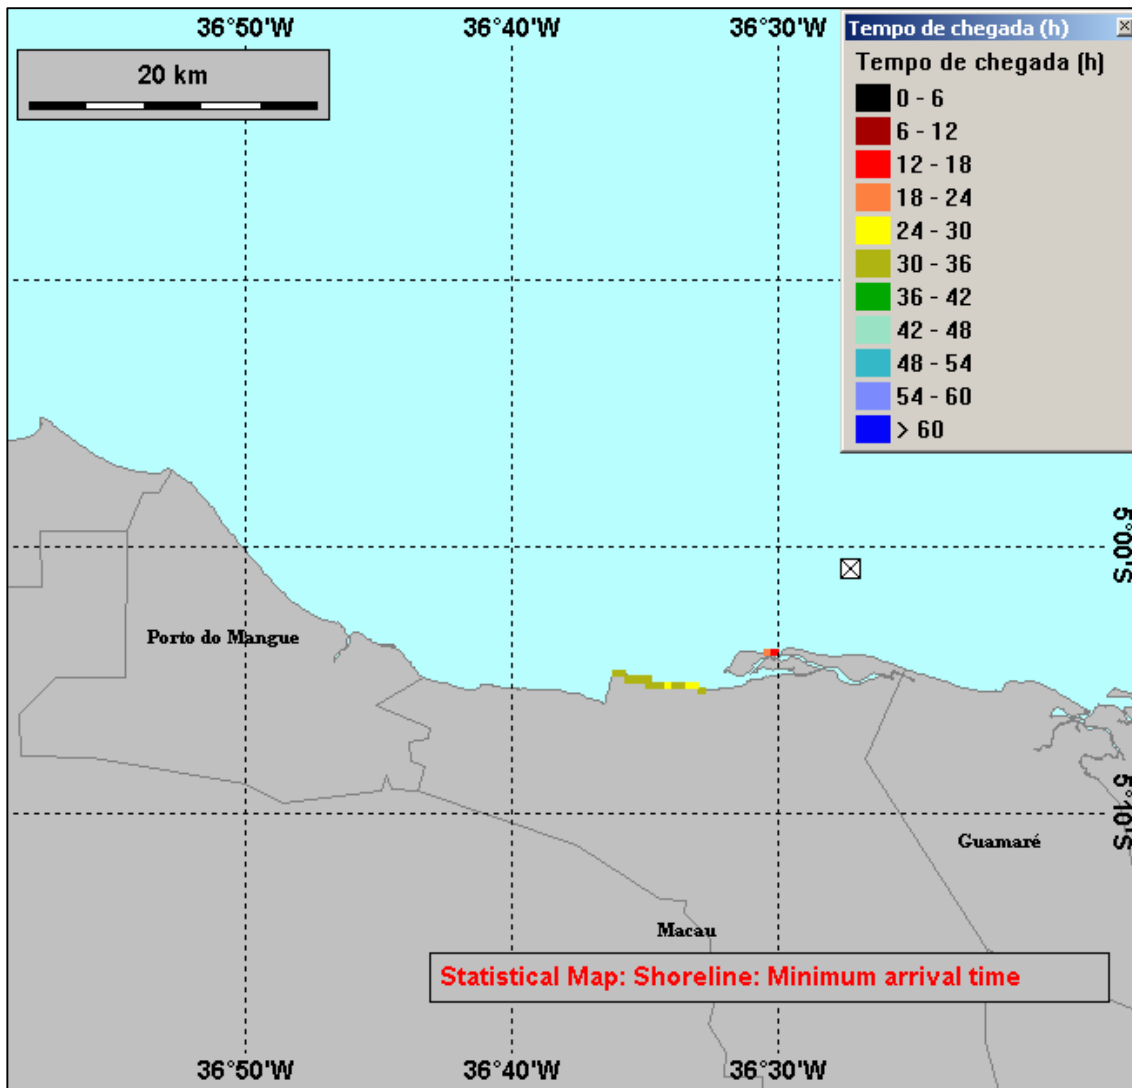 36°50'W
36°40'W
36°30'W
Tempo de chegada (h)
20 km
Tempo de chegada (h)
0 - 6
6 - 12
12 - 18
18 - 24
24 - 30
30 - 36
36 - 42
42 - 48
48 - 54
54 - 60
> 60
5°00'S
Porto do Mangue
5°10'S
Guamaré
Macau
Statistical Map: Shoreline: Minimum arrival time
36°50'W
36°40'W
36°30'W